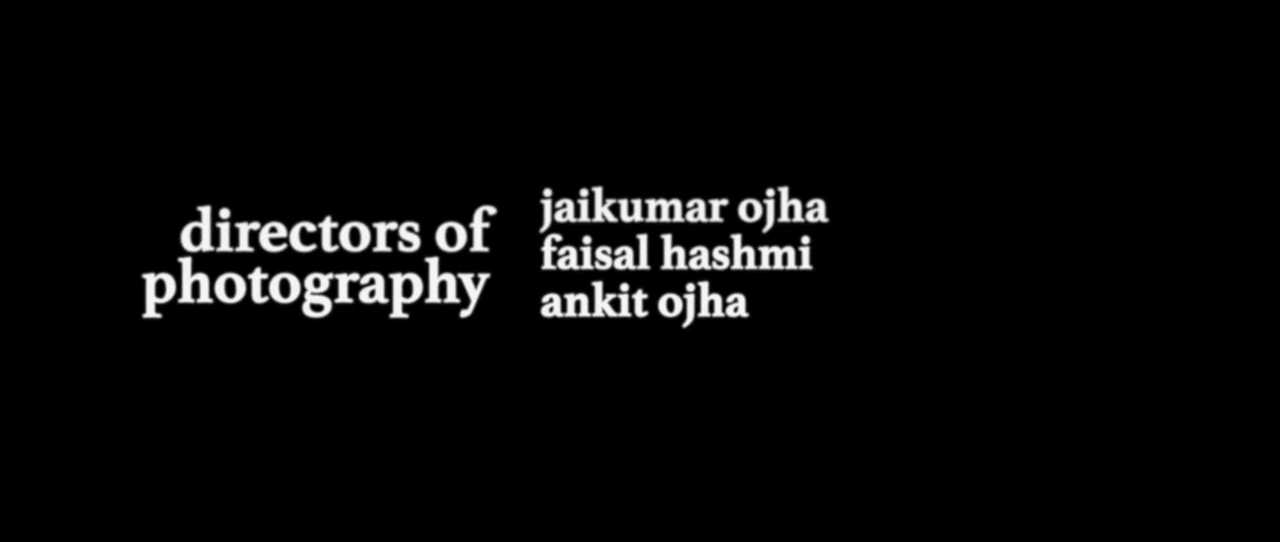 directors of
photography
jaikumar ojha
faisal hashmi
ankit ojha